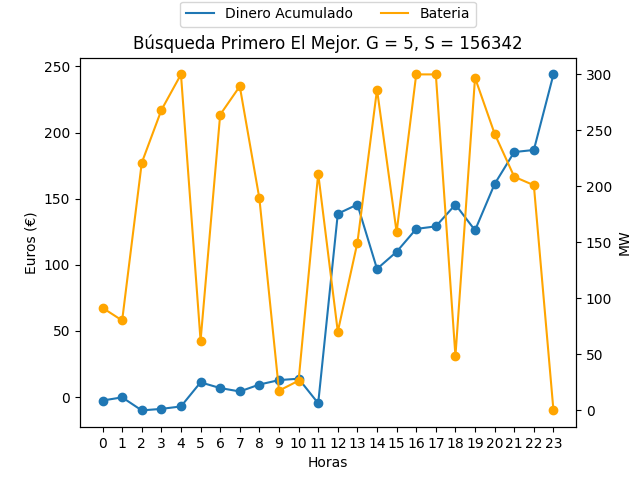 Dinero Acumulado Bateria
Búsqueda Primero El Mejor. G = 5, S = 156342
250
200
150
100
50
0
Euros (€)
300
250
200
150
100
50
0
MW
0 1 2 3 4 5 6 7 8 9 10 11 12 13 14 15 16 17 18 19 20 21 22 23
Horas